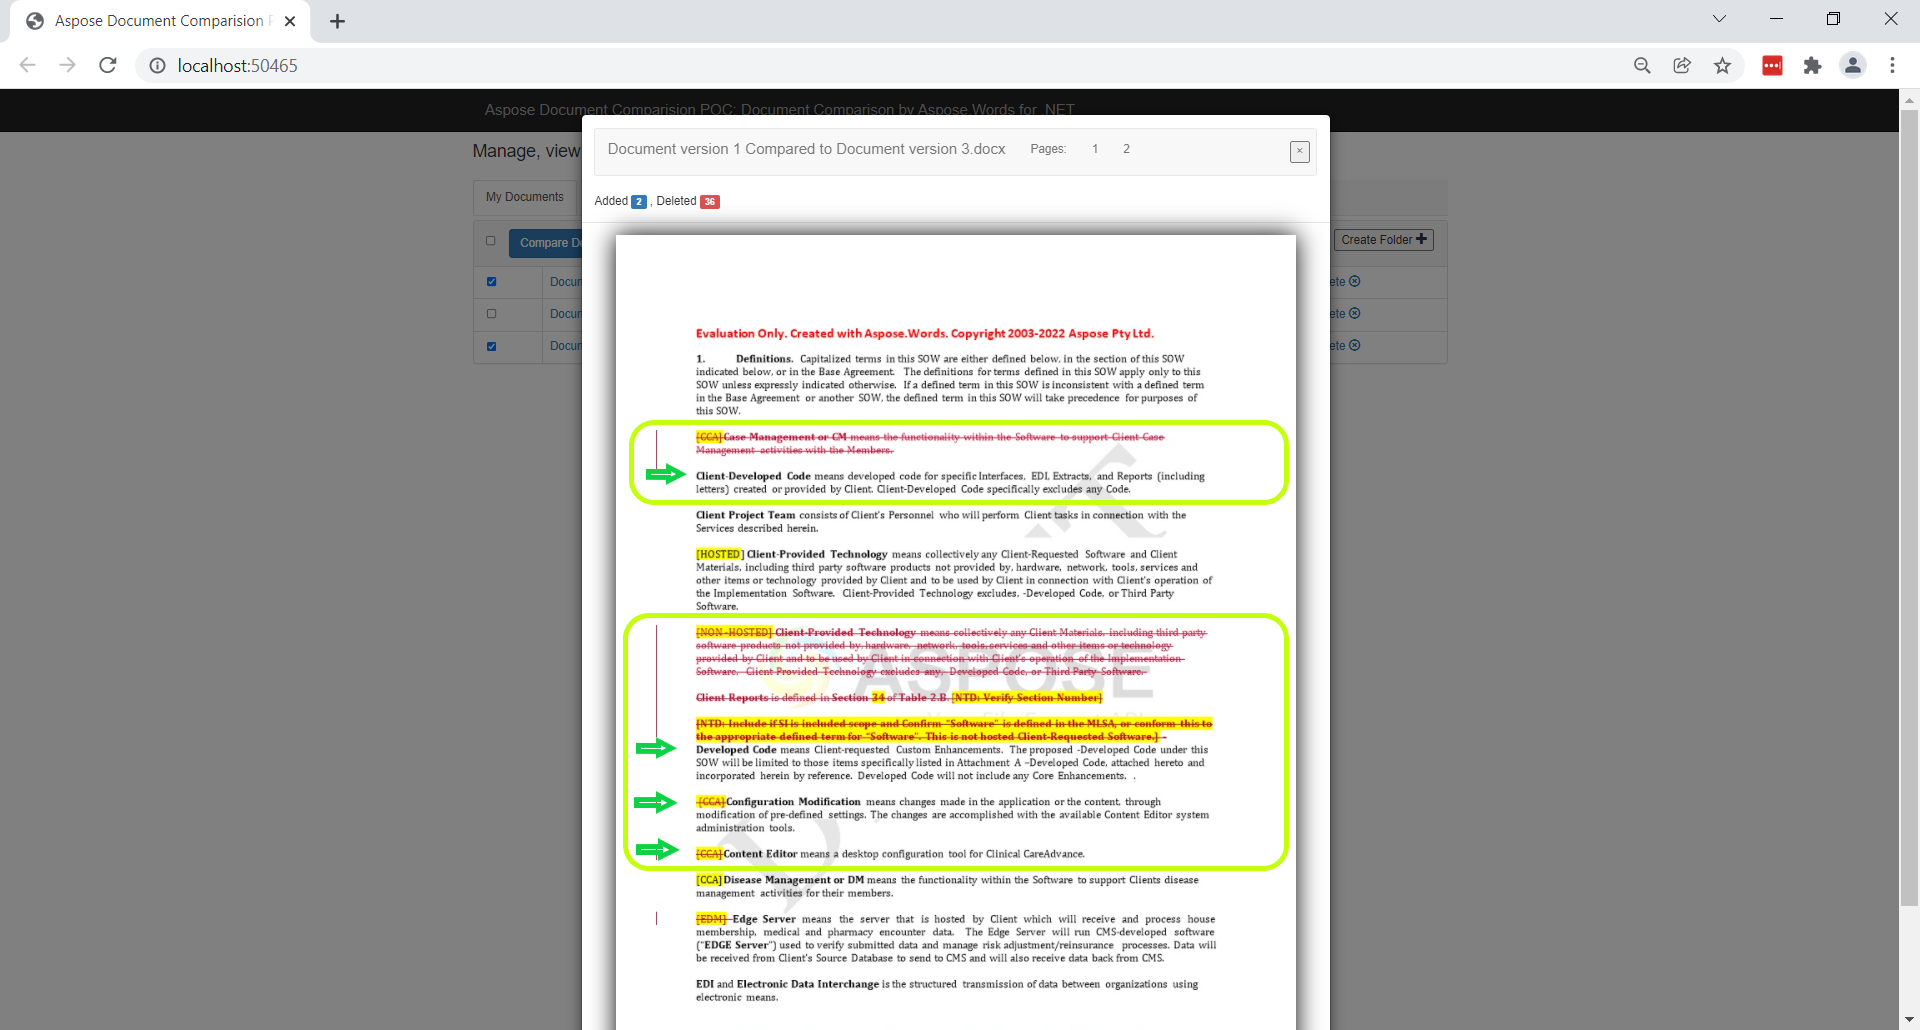 Aspose Document Comparision P
localhost:50465
Aspose Document Comparision POC: Document Comparison by Aspose.Words for .NET
Manage, view
Document version 1 Compared to Document version 3.docx Pages: 1 2
My Documents
Added 2 , Deleted 36
Compare Do
Create Folder
Docun ete
Docun ete
Docun ete
Evaluation Only. Created with Aspose.Words. Copyright 2003-2022 Aspose Pty Ltd.
1. Definitions. Capitalized terms in this SOW are either defined below, in the section of this SOW
indicated below, or in the Base Agreement. The definitions for terms defined in this SOW apply only to this
SOW unless expressly indicated otherwise. If a defined term in this SOW is inconsistent with a defined term
in the Base Agreement or another SOW, the defined term in this SOW will take precedence for purposes of
this SOW.
[CCA] Case Management or CM means the functionality within the Software to support Client Case
Management activities with the Members.
Client-Developed Code means developed code for specific Interfaces, EDI, Extracts, and Reports (including
letters) created or provided by Client. Client-Developed Code specifically excludes any Code.
Client Project Team consists of Client's Personnel who will perform Client tasks in connection with the
Services described herein.
[HOSTED] Client-Provided Technology means collectively any Client-Requested Software and Client
Materials, including third party software products not provided by, hardware, network, tools, services and
other items or technology provided by Client and to be used by Client in connection with Client's operation of
the Implementation Software. Client-Provided Technology excludes, -Developed Code, or Third Party
Software.
[NON-HOSTED] Client-Provided Technology means collectively any Client Materials, including third party
software products not provided by, hardware, network, tools, services and other items or technology
provided by Client and to be used by Client in connection with Client's operation of the Implementation
Software. Client-Provided Technology excludes any, Developed Code, or Third Party Software.
Client Reports is defined in Section 34 of Table 2.B. [NTD: Verify Section Number]
[NTD: Include if SI is included scope and Confirm "Software" is defined in the MLSA, or conform this to
the appropriate defined term for "Software". This is not hosted Client-Requested Software.] -
Developed Code means Client-requested Custom Enhancements. The proposed -Developed Code under this
SOW will be limited to those items specifically listed in Attachment A –Developed Code, attached hereto and
incorporated herein by reference. Developed Code will not include any Core Enhancements. .
[CCA] Configuration Modification means changes made in the application or the content, through
modification of pre-defined settings. The changes are accomplished with the available Content Editor system
administration tools.
[CCA] Content Editor means a desktop configuration tool for Clinical CareAdvance.
[CCA] Disease Management or DM means the functionality within the Software to support Clients disease
management activities for their members.
[EDM] Edge Server means the server that is hosted by Client which will receive and process house
membership, medical and pharmacy encounter data. The Edge Server will run CMS-developed software
("EDGE Server") used to verify submitted data and manage risk adjustment/reinsurance processes. Data will
be received from Client's Source Database to send to CMS and will also receive data back from CMS.
EDI and Electronic Data Interchange is the structured transmission of data between organizations using
electronic means.
ASPOSE